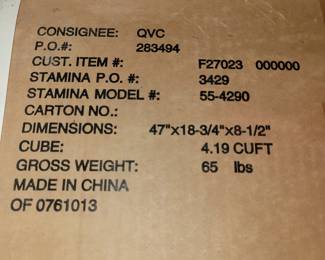 CONSIGNEE: QVC
P.O.#: 283494
CUST. ITEM #: F27023 000000
STAMINA P.O. #: 3429
STAMINA MODEL #: 55-4290
CARTON NO.:
DIMENSIONS: 47"x18-3/4"x8-1/2"
CUBE: 4.19 CUFT
GROSS WEIGHT: 65 lbs
MADE IN CHINA
OF 0761013